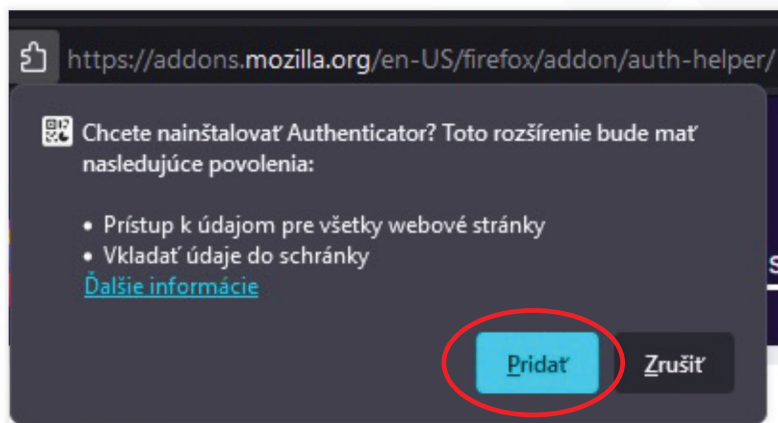 https://addons.mozilla.org/en-US/firefox/addon/auth-helper/
Chcete nainštalovať Authenticator? Toto rozšírenie bude mať
nasledujúce povolenia:
• Prístup k údajom pre všetky webové stránky
• Vkladať údaje do schránky
Ďalšie informácie
Pridať
Zrušiť